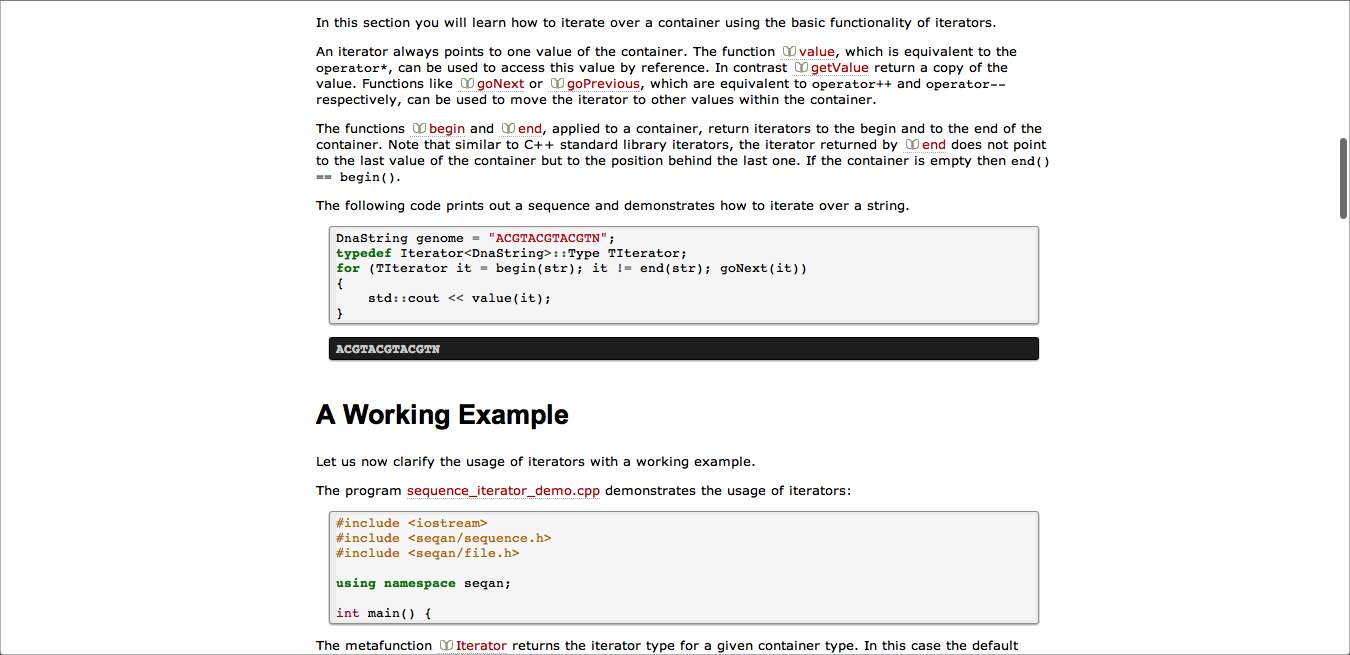 In this section you will learn how to iterate over a container using the basic functionality of iterators.
An iterator always points to one value of the container. The function value, which is equivalent to the
operator*, can be used to access this value by reference. In contrast getValue return a copy of the
value. Functions like goNext or goPrevious, which are equivalent to operator++ and operator--
respectively, can be used to move the iterator to other values within the container.
The functions begin and end, applied to a container, return iterators to the begin and to the end of the
container. Note that similar to C++ standard library iterators, the iterator returned by end does not point
to the last value of the container but to the position behind the last one. If the container is empty then end()
== begin().
The following code prints out a sequence and demonstrates how to iterate over a string.
DnaString genome = "ACGTACGTACGTN";
typedef Iterator<DnaString>::Type TIterator;
for (TIterator it = begin(str); it != end(str); goNext(it))
{
    std::cout << value(it);
}
ACGTACGTACGTN
A Working Example
Let us now clarify the usage of iterators with a working example.
The program sequence_iterator_demo.cpp demonstrates the usage of iterators:
#include <iostream>
#include <seqan/sequence.h>
#include <seqan/file.h>
using namespace seqan;
int main() {
The metafunction Iterator returns the iterator type for a given container type. In this case the default